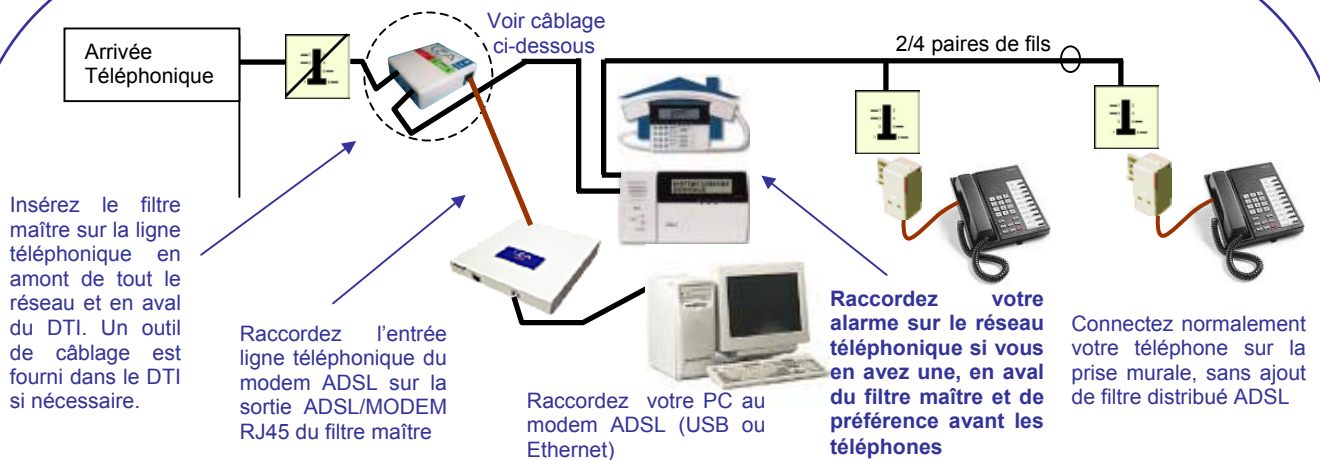 Arrivée
Téléphonique
Voir câblage
ci-dessous
2/4 paires de fils
Insérez le filtre
maître sur la ligne
téléphonique en
amont de tout le
réseau et en aval
du DTI. Un outil
de câblage est
fourni dans le DTI
si nécessaire.
Raccordez l'entrée
ligne téléphonique du
modem ADSL sur la
sortie ADSL/MODEM
RJ45 du filtre maître
Raccordez votre PC au
modem ADSL (USB ou
Ethernet)
Raccordez votre
alarme sur le réseau
téléphonique si vous
en avez une, en aval
du filtre maître et de
préférence avant les
téléphones
Connectez normalement
votre téléphone sur la
prise murale, sans ajout
de filtre distribué ADSL